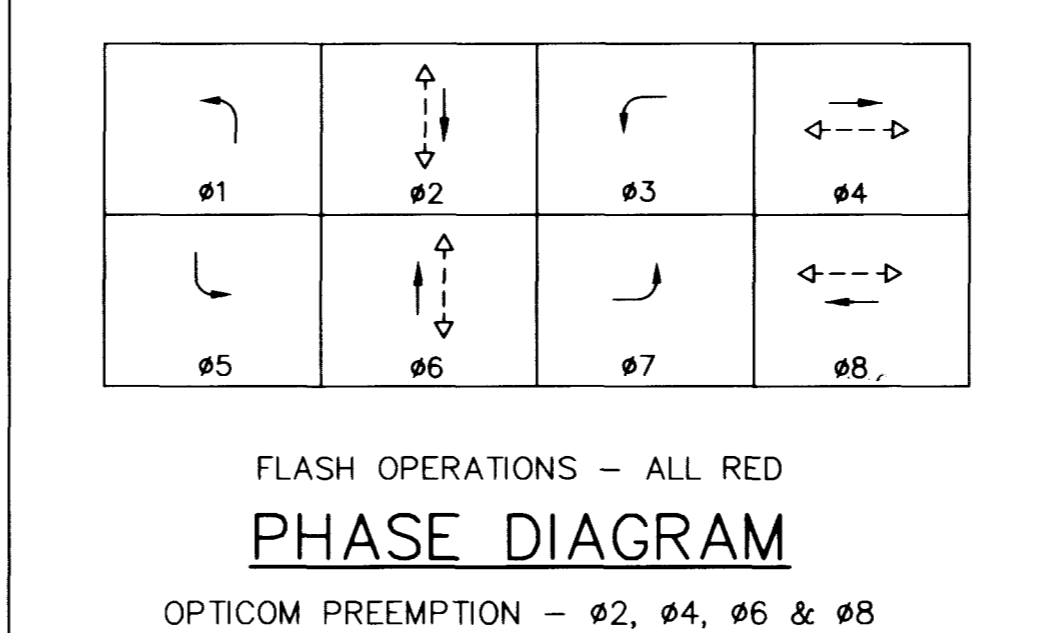 ø1 ø2 ø3 ø4
ø5 ø6 ø7 ø8
FLASH OPERATIONS – ALL RED
PHASE DIAGRAM
OPTICOM PREEMPTION – ø2, ø4, ø6 & ø8